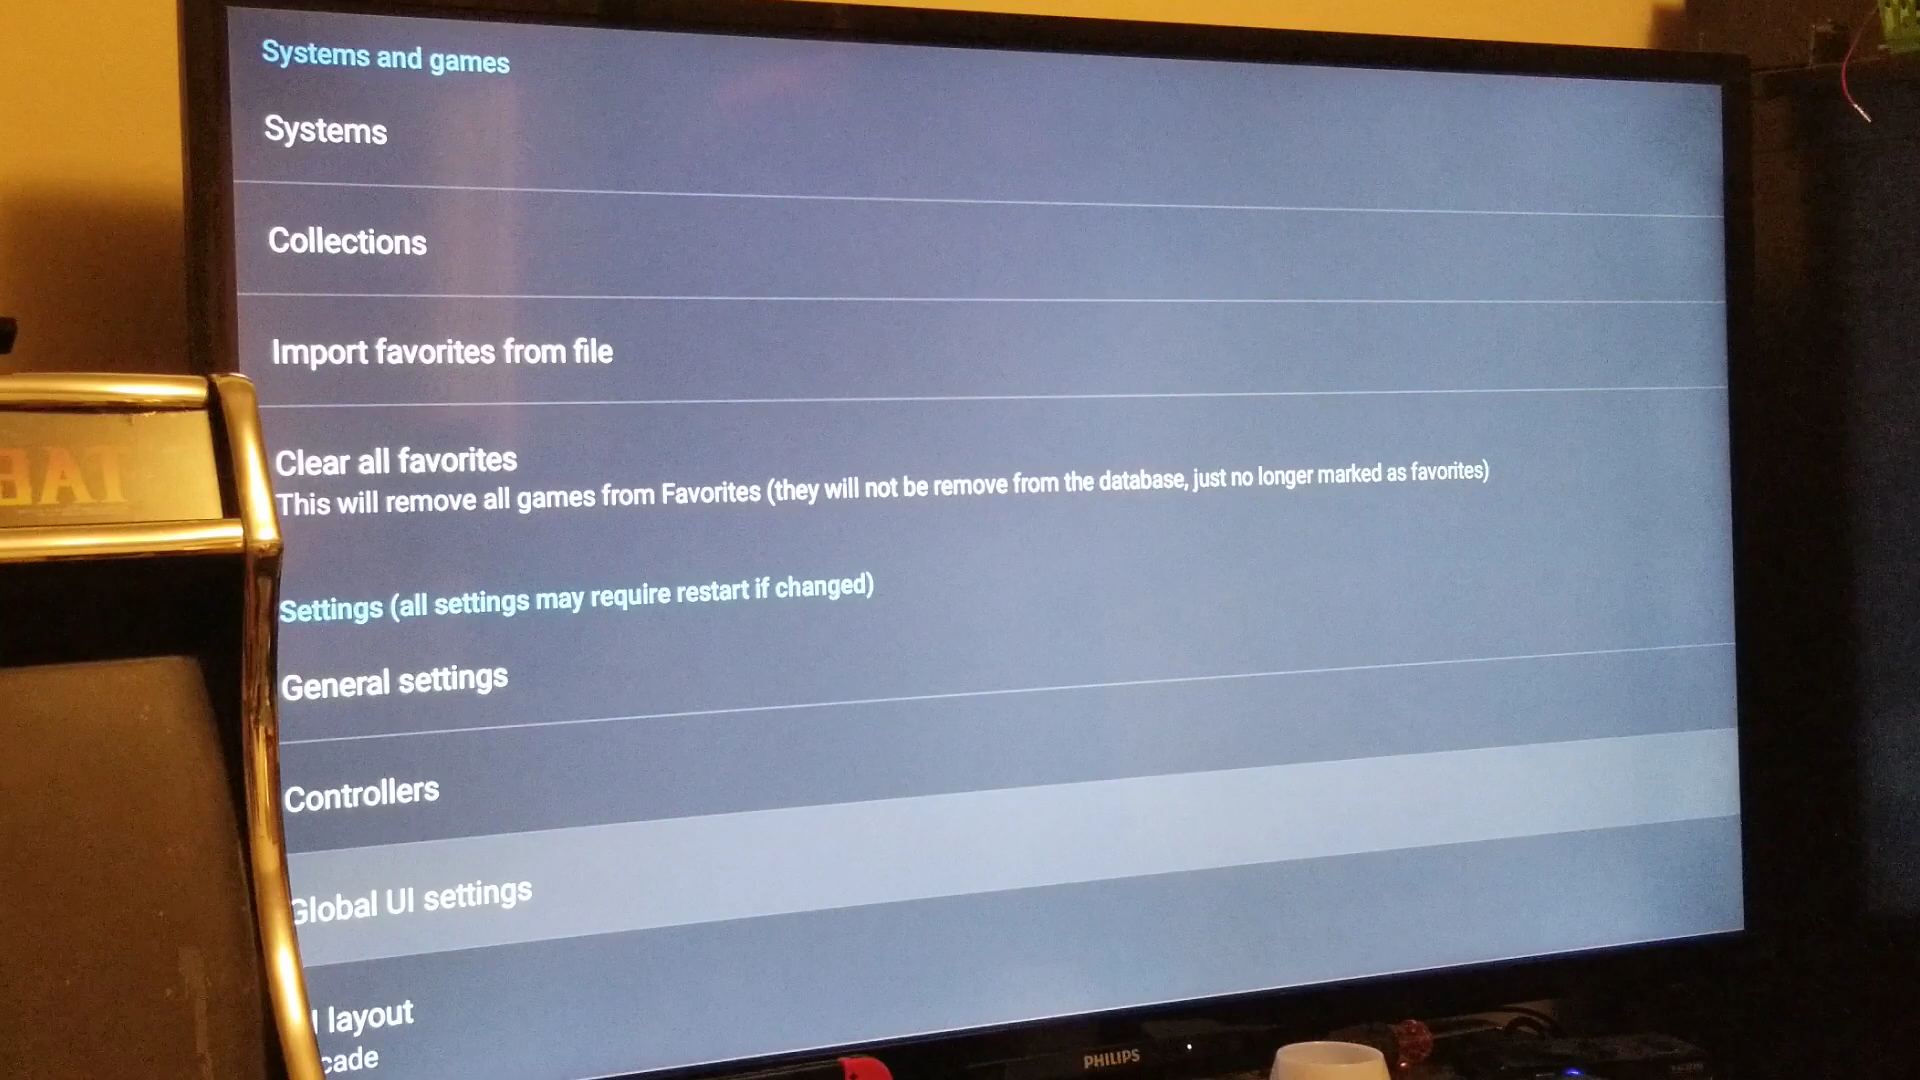 Systems and games
Systems
Collections
Import favorites from file
Clear all favorites
This will remove all games from Favorites (they will not be remove from the database, just no longer marked as favorites)
Settings (all settings may require restart if changed)
General settings
Controllers
Global UI settings
layout
PHILIPS